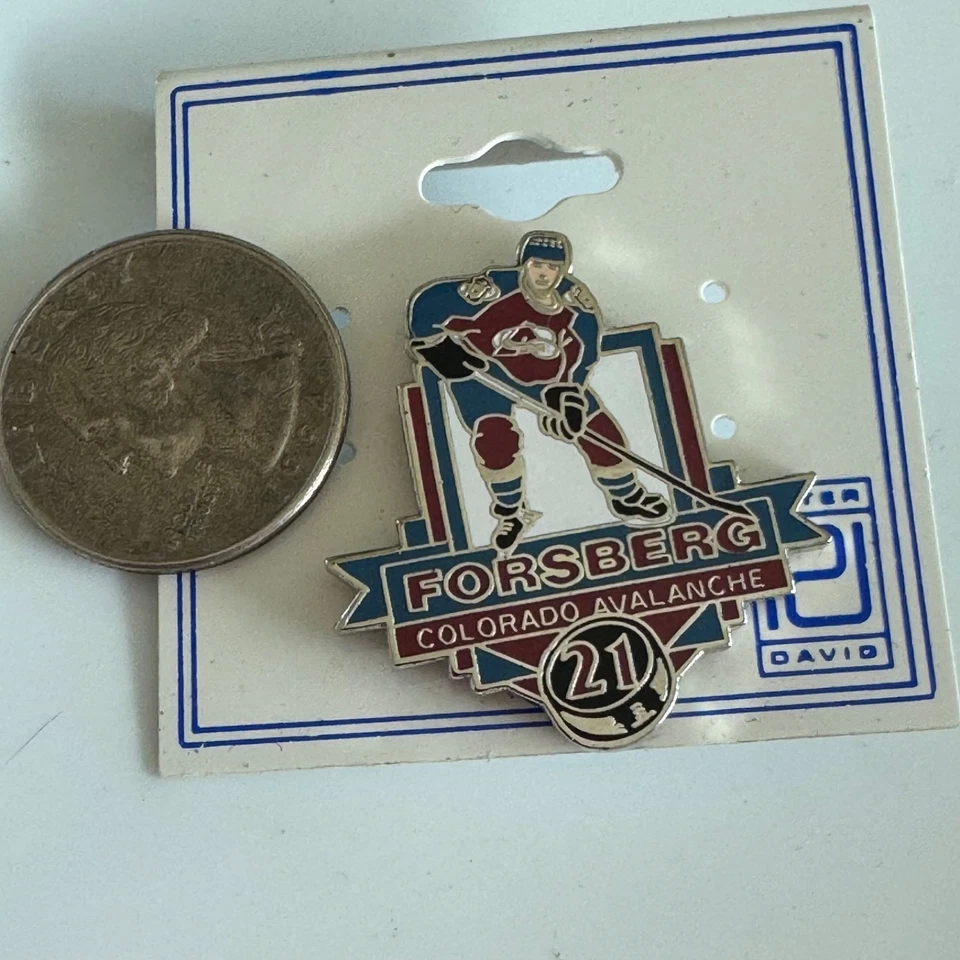 FORSBERG
COLORADO AVALANCHE
21
DAVID